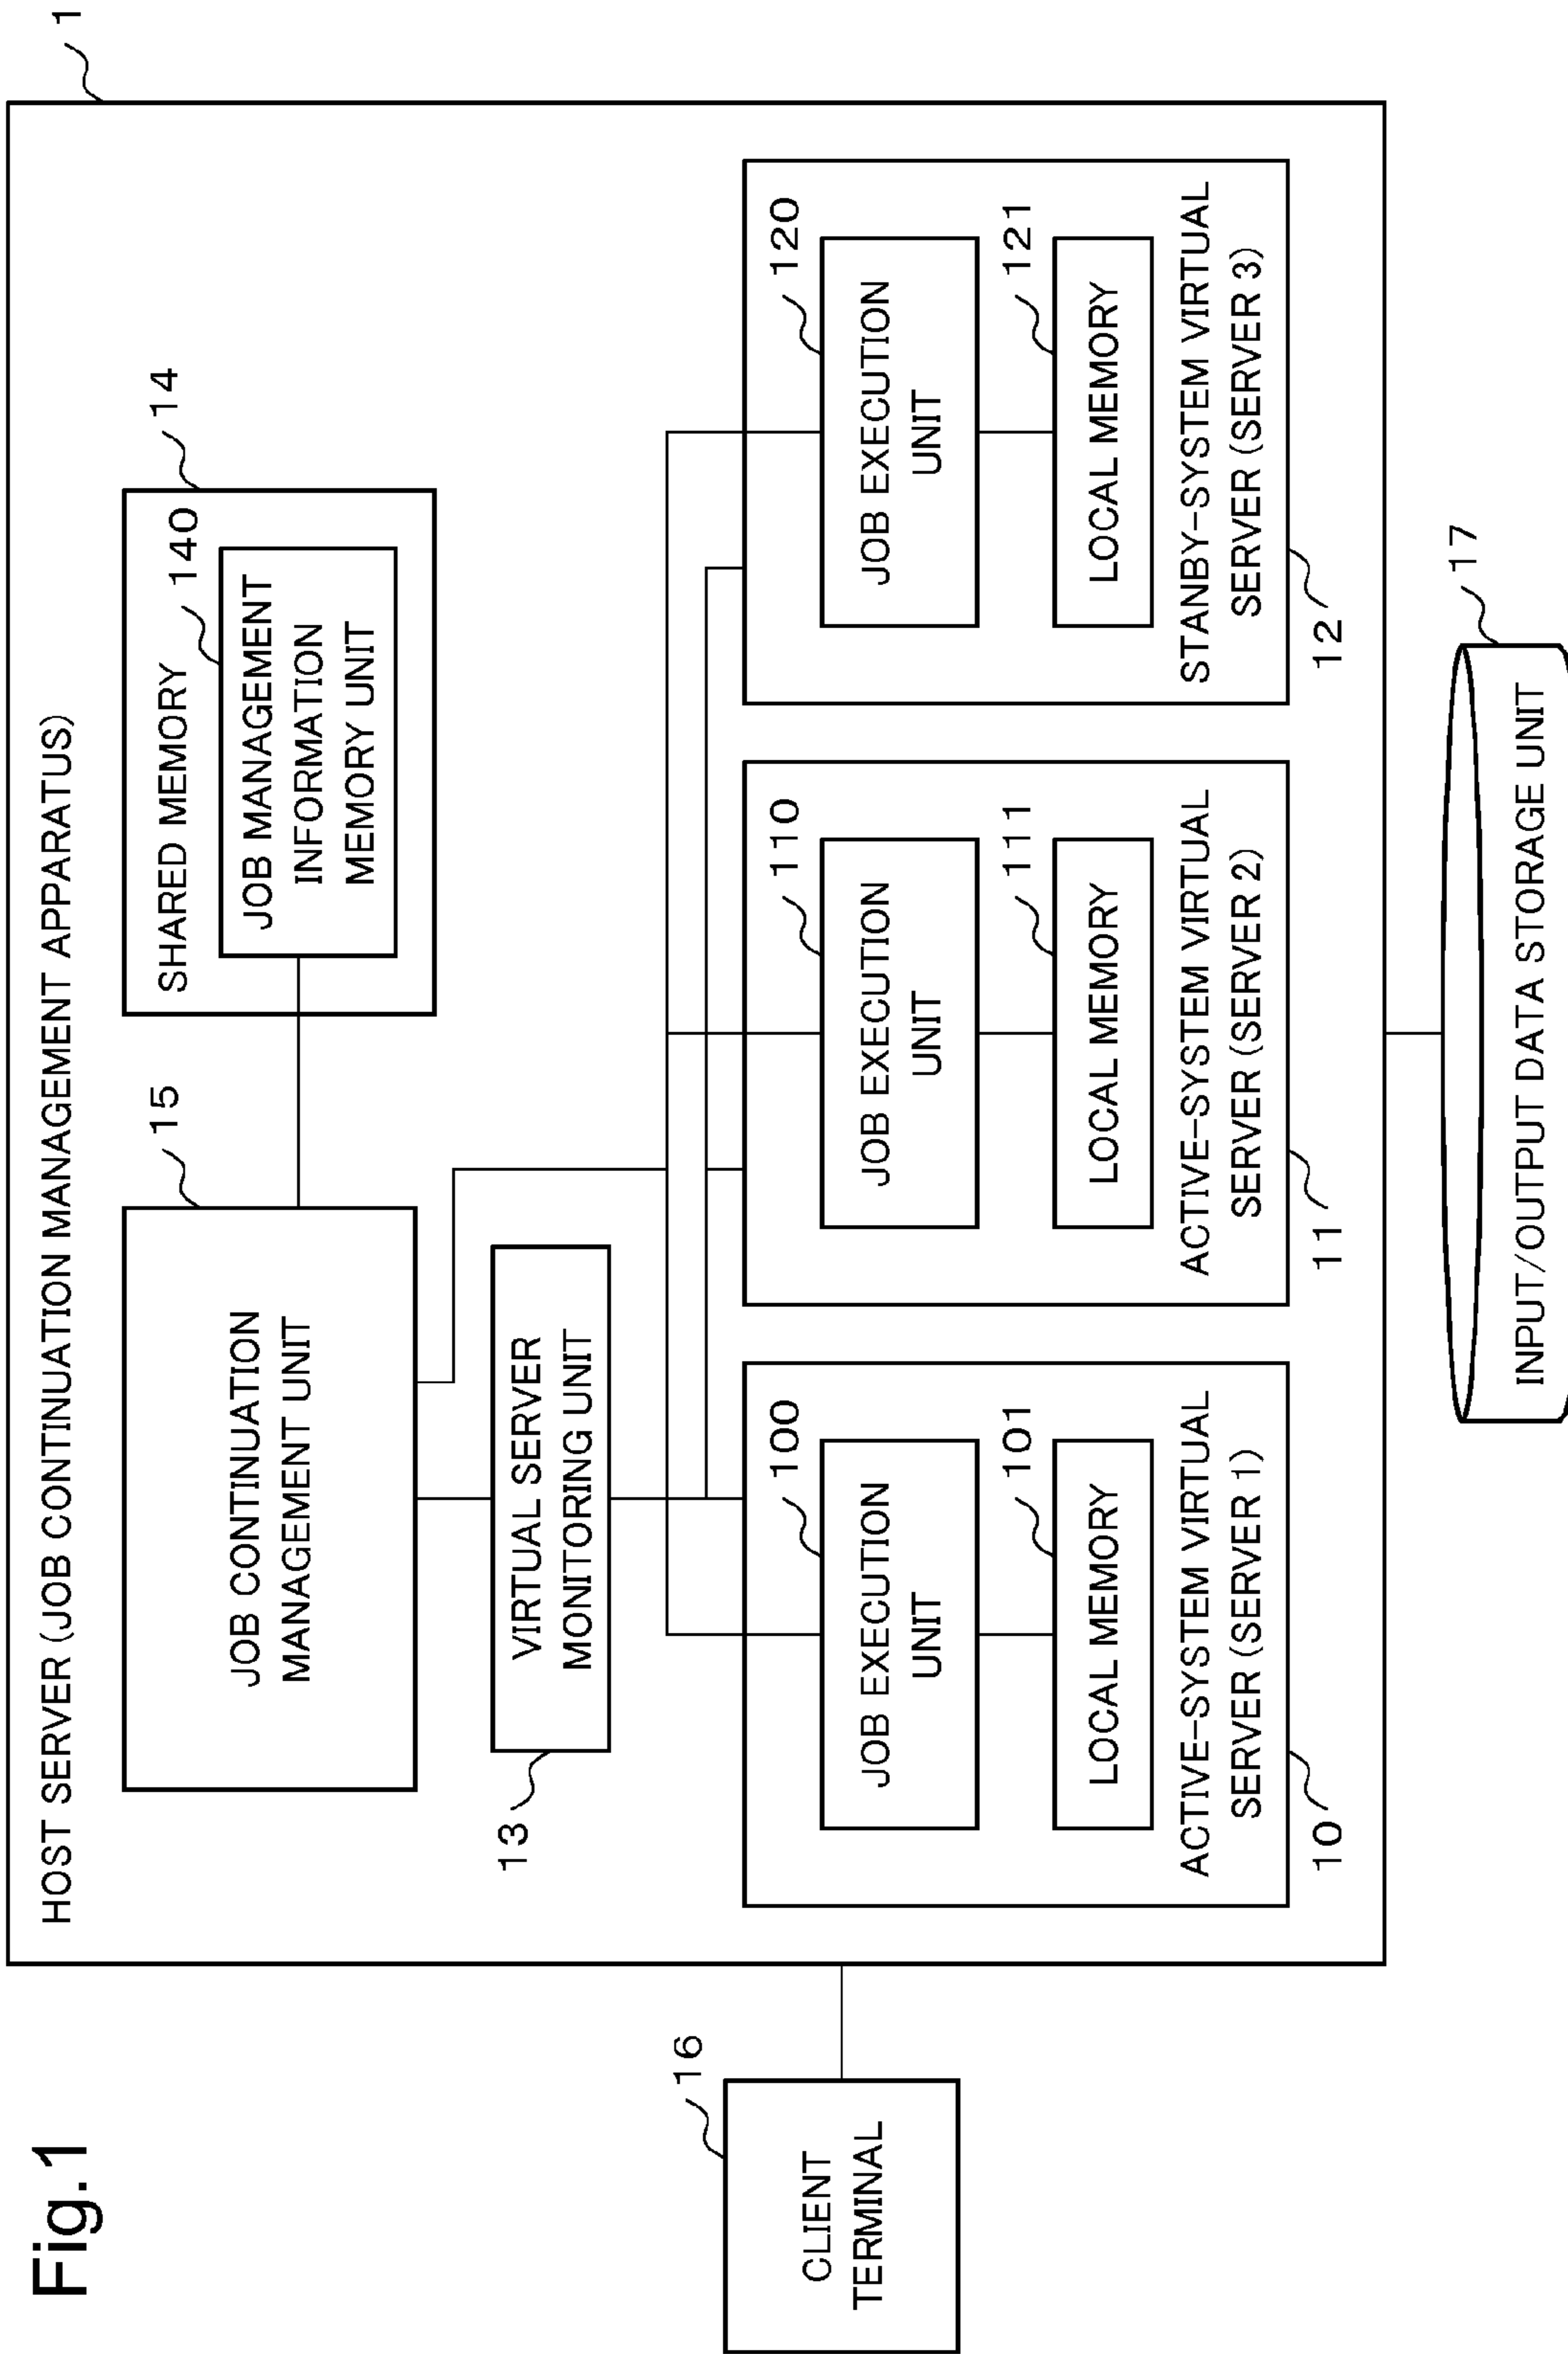 Fig.1
1
HOST SERVER (JOB CONTINUATION MANAGEMENT APPARATUS)
15
JOB CONTINUATION
MANAGEMENT UNIT
14
SHARED MEMORY
140
JOB MANAGEMENT
INFORMATION
MEMORY UNIT
13
VIRTUAL SERVER
MONITORING UNIT
16
CLIENT
TERMINAL
100
JOB EXECUTION
UNIT
101
LOCAL MEMORY
ACTIVE-SYSTEM VIRTUAL
SERVER (SERVER 1)
10
110
JOB EXECUTION
UNIT
111
LOCAL MEMORY
ACTIVE-SYSTEM VIRTUAL
SERVER (SERVER 2)
11
120
JOB EXECUTION
UNIT
121
LOCAL MEMORY
STANBY-SYSTEM VIRTUAL
SERVER (SERVER 3)
12
17
INPUT/OUTPUT DATA STORAGE UNIT